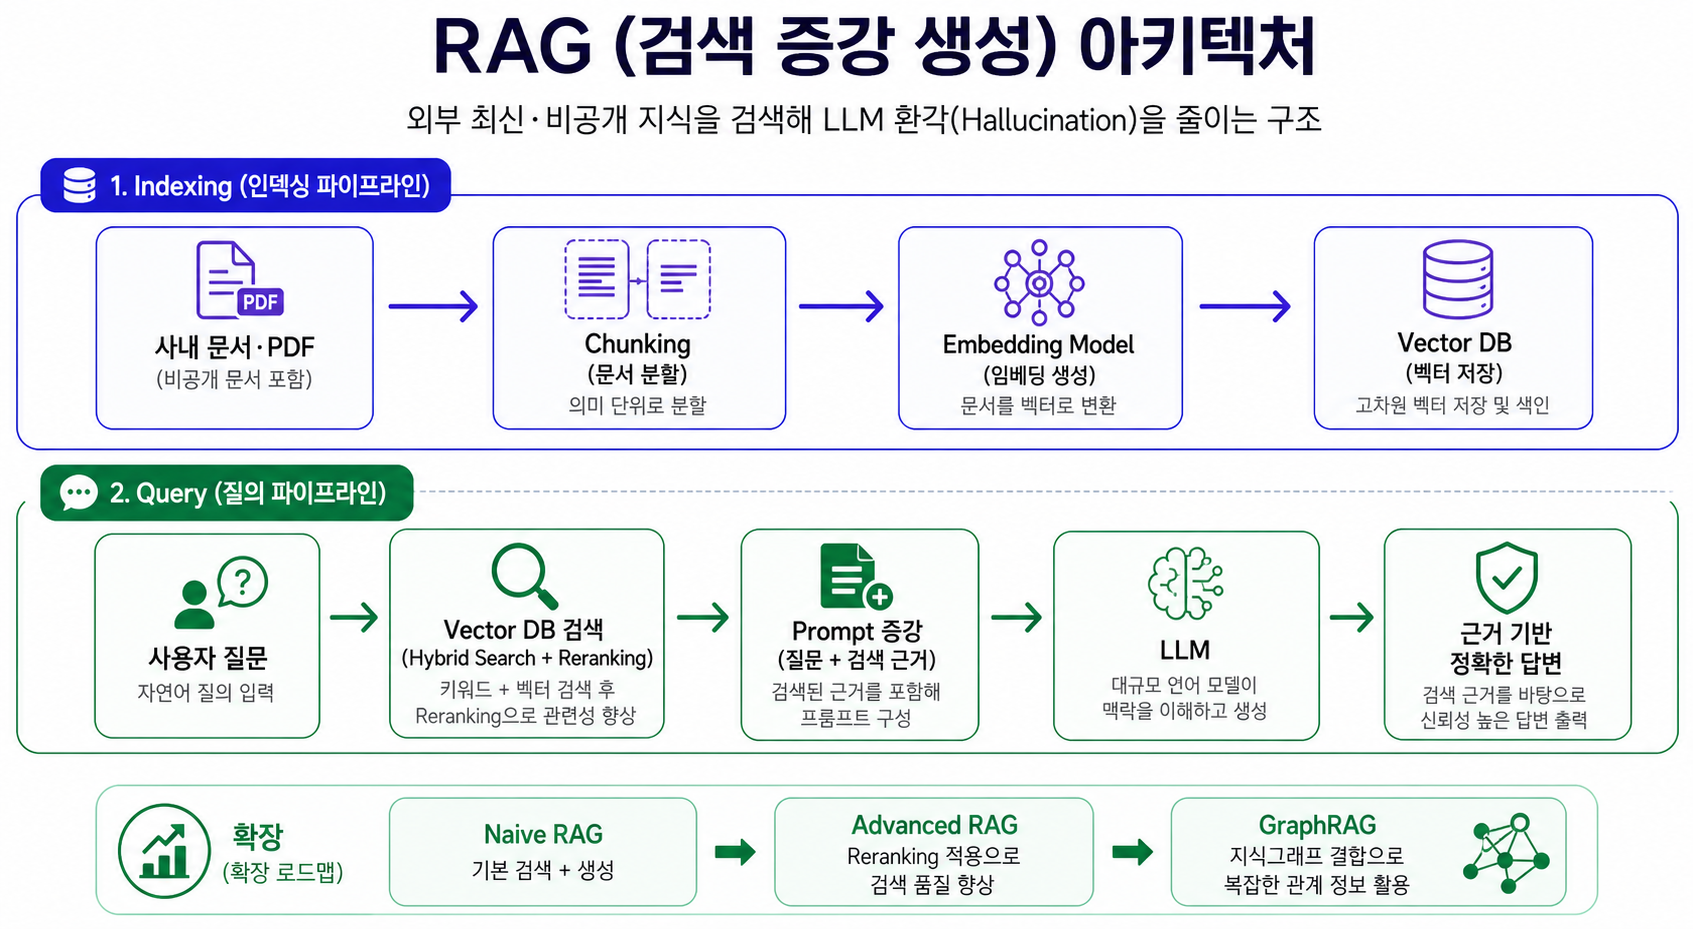 RAG (검색 증강 생성) 아키텍처
외부 최신·비공개 지식을 검색해 LLM 환각(Hallucination)을 줄이는 구조
1. Indexing (인덱싱 파이프라인)
PDF
사내 문서·PDF
(비공개 문서 포함)
Chunking
(문서 분할)
의미 단위로 분할
Embedding Model
(임베딩 생성)
문서를 벡터로 변환
Vector DB
(벡터 저장)
고차원 벡터 저장 및 색인
2. Query (질의 파이프라인)
?
사용자 질문
자연어 질의 입력
Vector DB 검색
(Hybrid Search + Reranking)
키워드 + 벡터 검색 후
Reranking으로 관련성 향상
Prompt 증강
(질문 + 검색 근거)
검색된 근거를 포함해
프롬프트 구성
LLM
대규모 언어 모델이
맥락을 이해하고 생성
근거 기반
정확한 답변
검색 근거를 바탕으로
신뢰성 높은 답변 출력
확장
(확장 로드맵)
Naive RAG
기본 검색 + 생성
Advanced RAG
Reranking 적용으로
검색 품질 향상
GraphRAG
지식그래프 결합으로
복잡한 관계 정보 활용